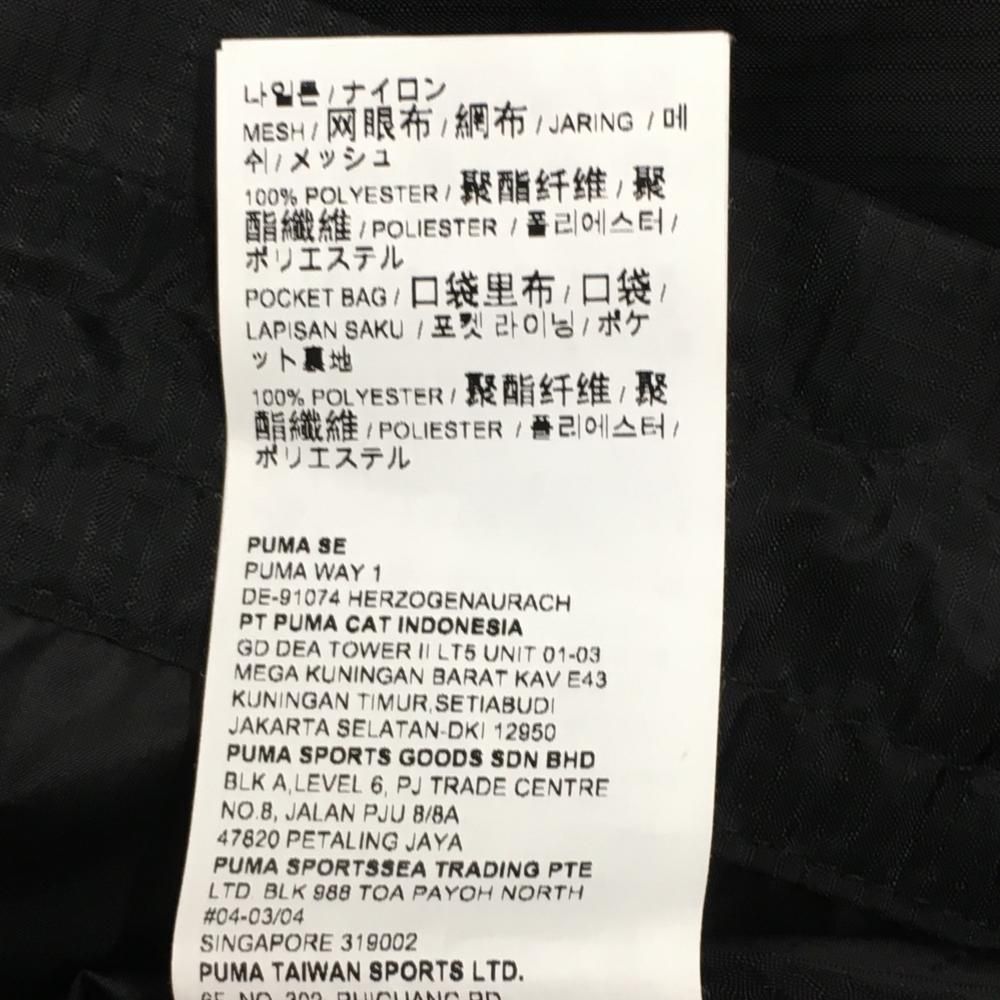 나일론 / ナイロン
MESH / 网眼布 / 網布 / JARING / 메
쉬 / メッシュ
100% POLYESTER / 聚酯纤维 / 聚
酯纖維 / POLIESTER / 폴리에스터 /
ポリエステル
POCKET BAG / 口袋里布 / 口袋 /
LAPISAN SAKU / 포켓 라이닝 / ポケ
ット裏地
100% POLYESTER / 聚酯纤维 / 聚
酯纖維 / POLIESTER / 폴리에스터 /
ポリエステル
PUMA SE
PUMA WAY 1
DE-91074 HERZOGENAURACH
PT PUMA CAT INDONESIA
GD DEA TOWER II LT5 UNIT 01-03
MEGA KUNINGAN BARAT KAV E43
KUNINGAN TIMUR,SETIABUDI
JAKARTA SELATAN-DKI 12950
PUMA SPORTS GOODS SDN BHD
BLK A,LEVEL 6, PJ TRADE CENTRE
NO.8, JALAN PJU 8/8A
47820 PETALING JAYA
PUMA SPORTSSEA TRADING PTE
LTD. BLK 988 TOA PAYOH NORTH
#04-03/04
SINGAPORE 319002
PUMA TAIWAN SPORTS LTD.
6F, NO. 302, RUIGUANG RD